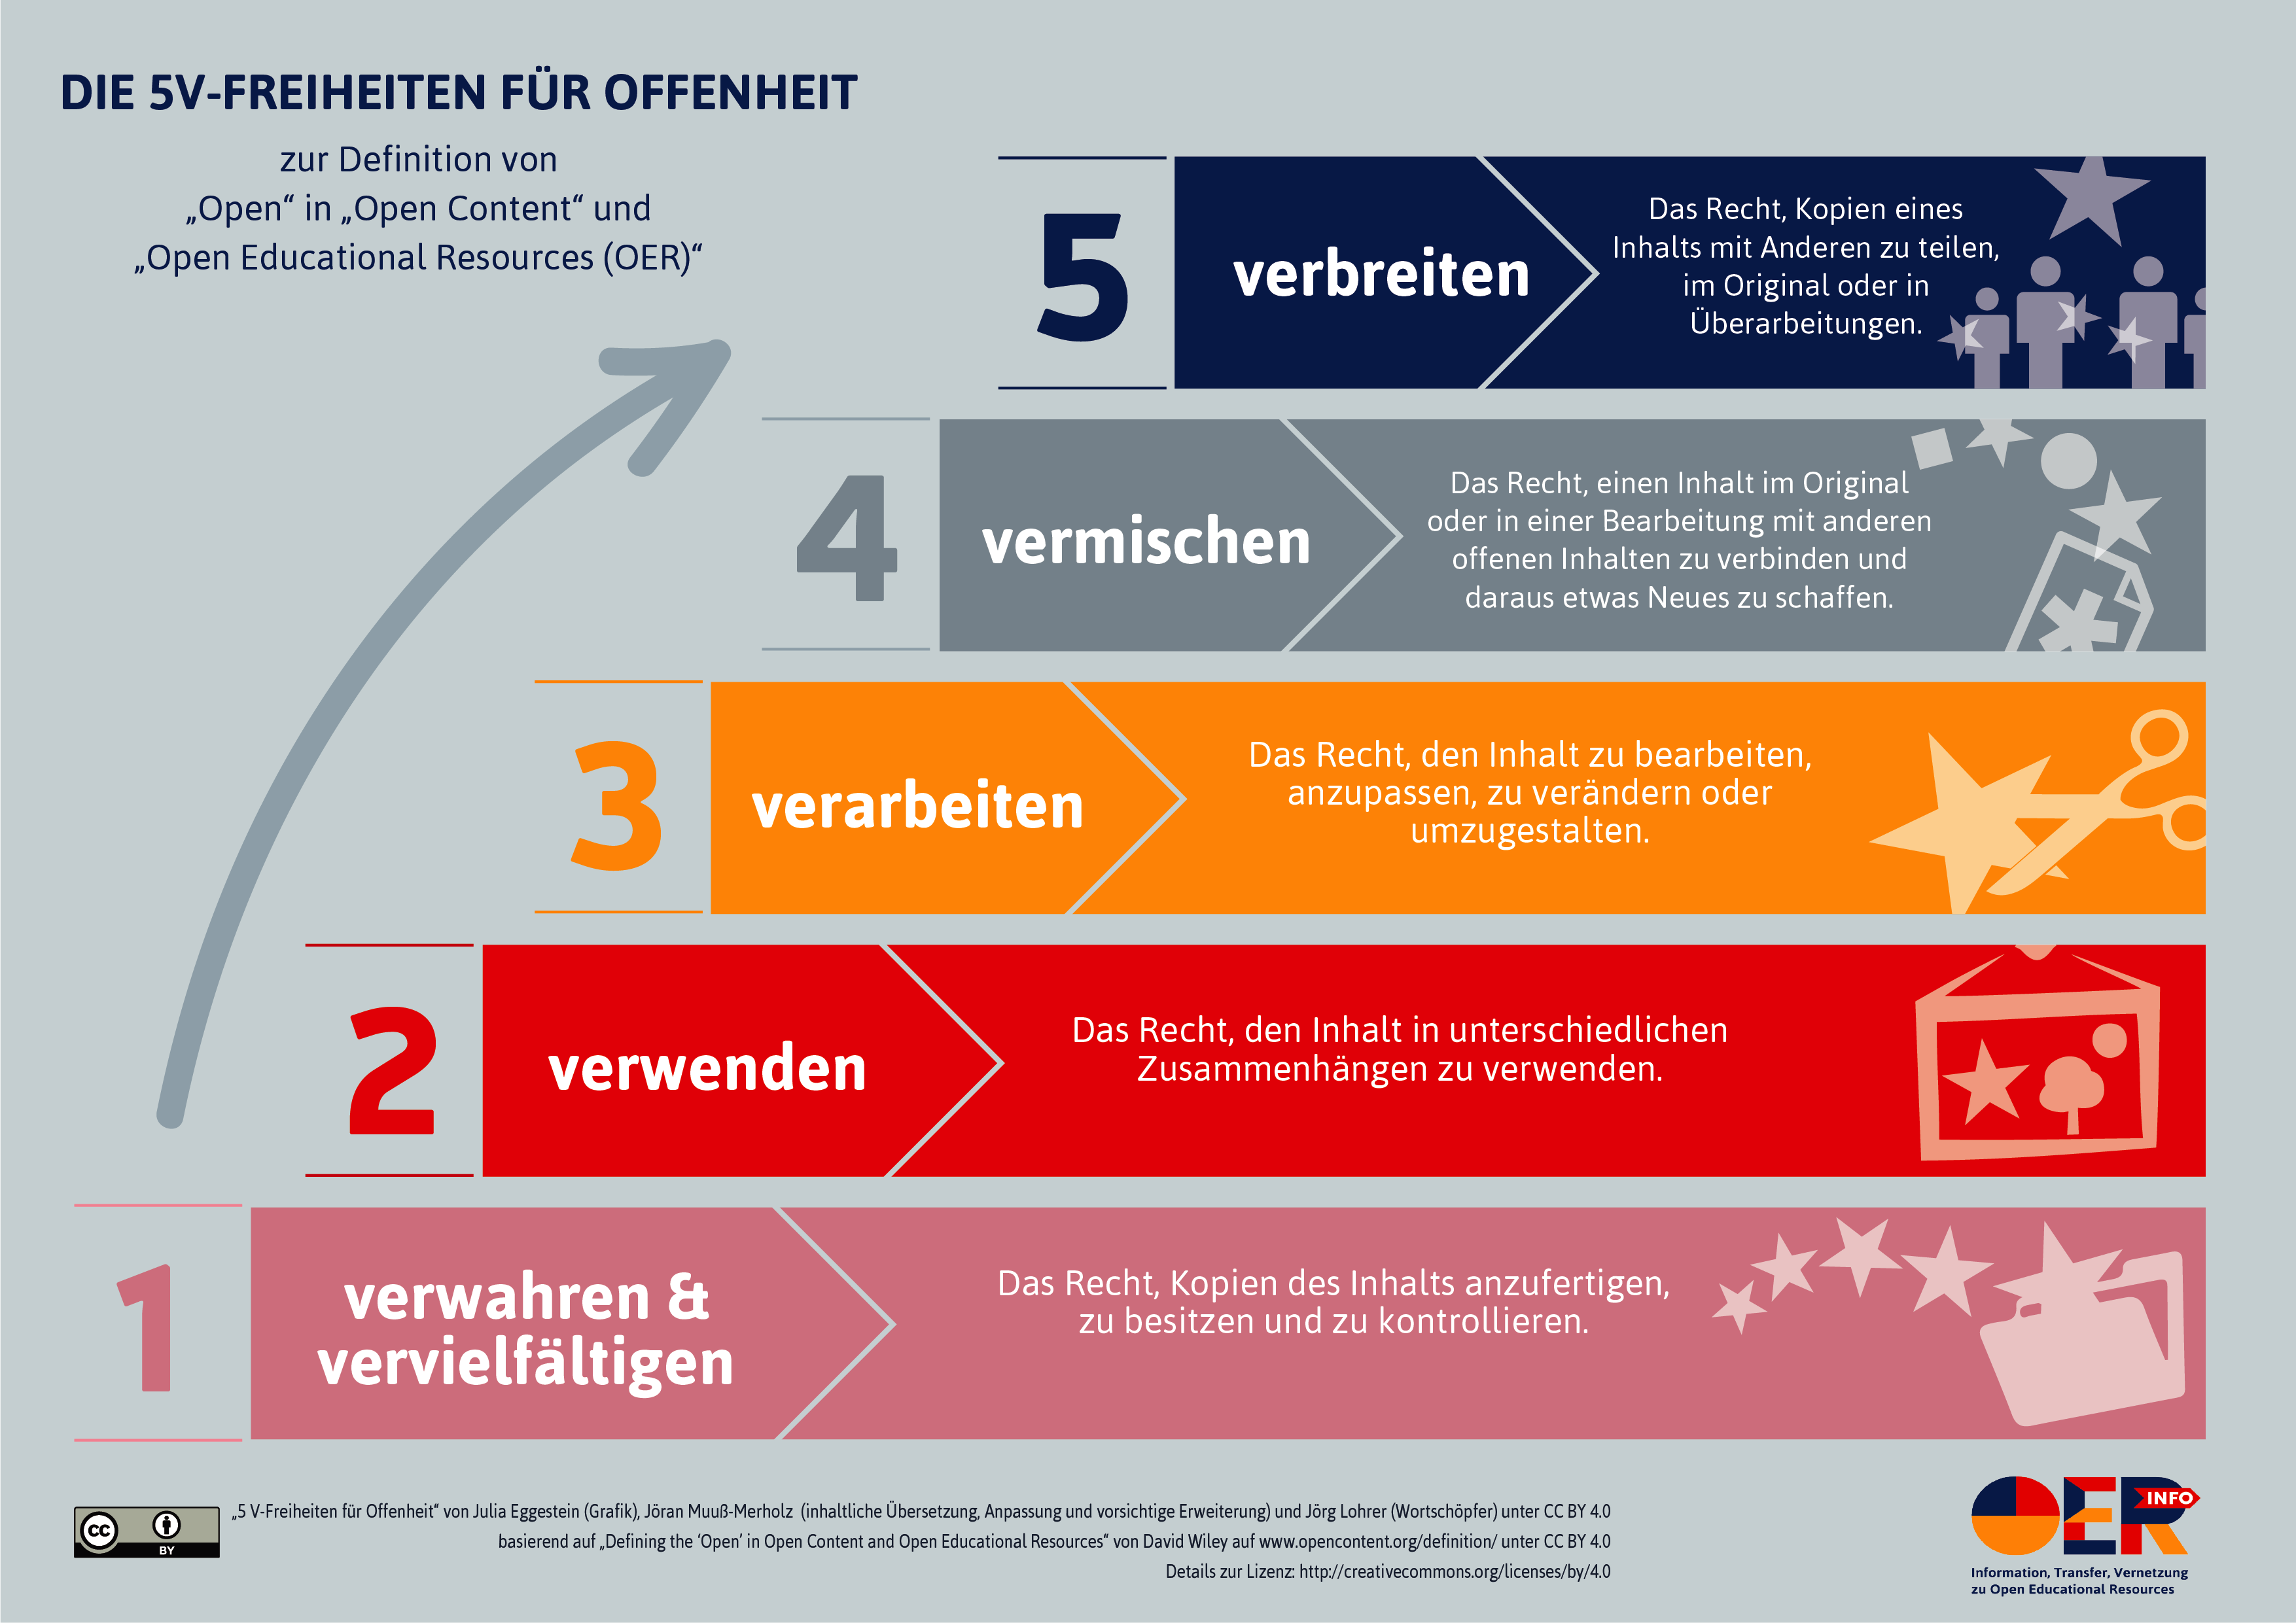 DIE 5V-FREIHEITEN FÜR OFFENHEIT
zur Definition von
„Open“ in „Open Content“ und
„Open Educational Resources (OER)“
5
verbreiten
Das Recht, Kopien eines
Inhalts mit Anderen zu teilen,
im Original oder in
Überarbeitungen.
4
vermischen
Das Recht, einen Inhalt im Original
oder in einer Bearbeitung mit anderen
offenen Inhalten zu verbinden und
daraus etwas Neues zu schaffen.
3
verarbeiten
Das Recht, den Inhalt zu bearbeiten,
anzupassen, zu verändern oder
umzugestalten.
2
verwenden
Das Recht, den Inhalt in unterschiedlichen
Zusammenhängen zu verwenden.
1
verwahren &
vervielfältigen
Das Recht, Kopien des Inhalts anzufertigen,
zu besitzen und zu kontrollieren.
cc
BY
„5 V-Freiheiten für Offenheit“ von Julia Eggestein (Grafik), Jöran Muuß-Merholz (inhaltliche Übersetzung, Anpassung und vorsichtige Erweiterung) und Jörg Lohrer (Wortschöpfer) unter CC BY 4.0
basierend auf „Defining the ‘Open’ in Open Content and Open Educational Resources“ von David Wiley auf www.opencontent.org/definition/ unter CC BY 4.0
Details zur Lizenz: http://creativecommons.org/licenses/by/4.0
OER
INFO
Information, Transfer, Vernetzung
zu Open Educational Resources